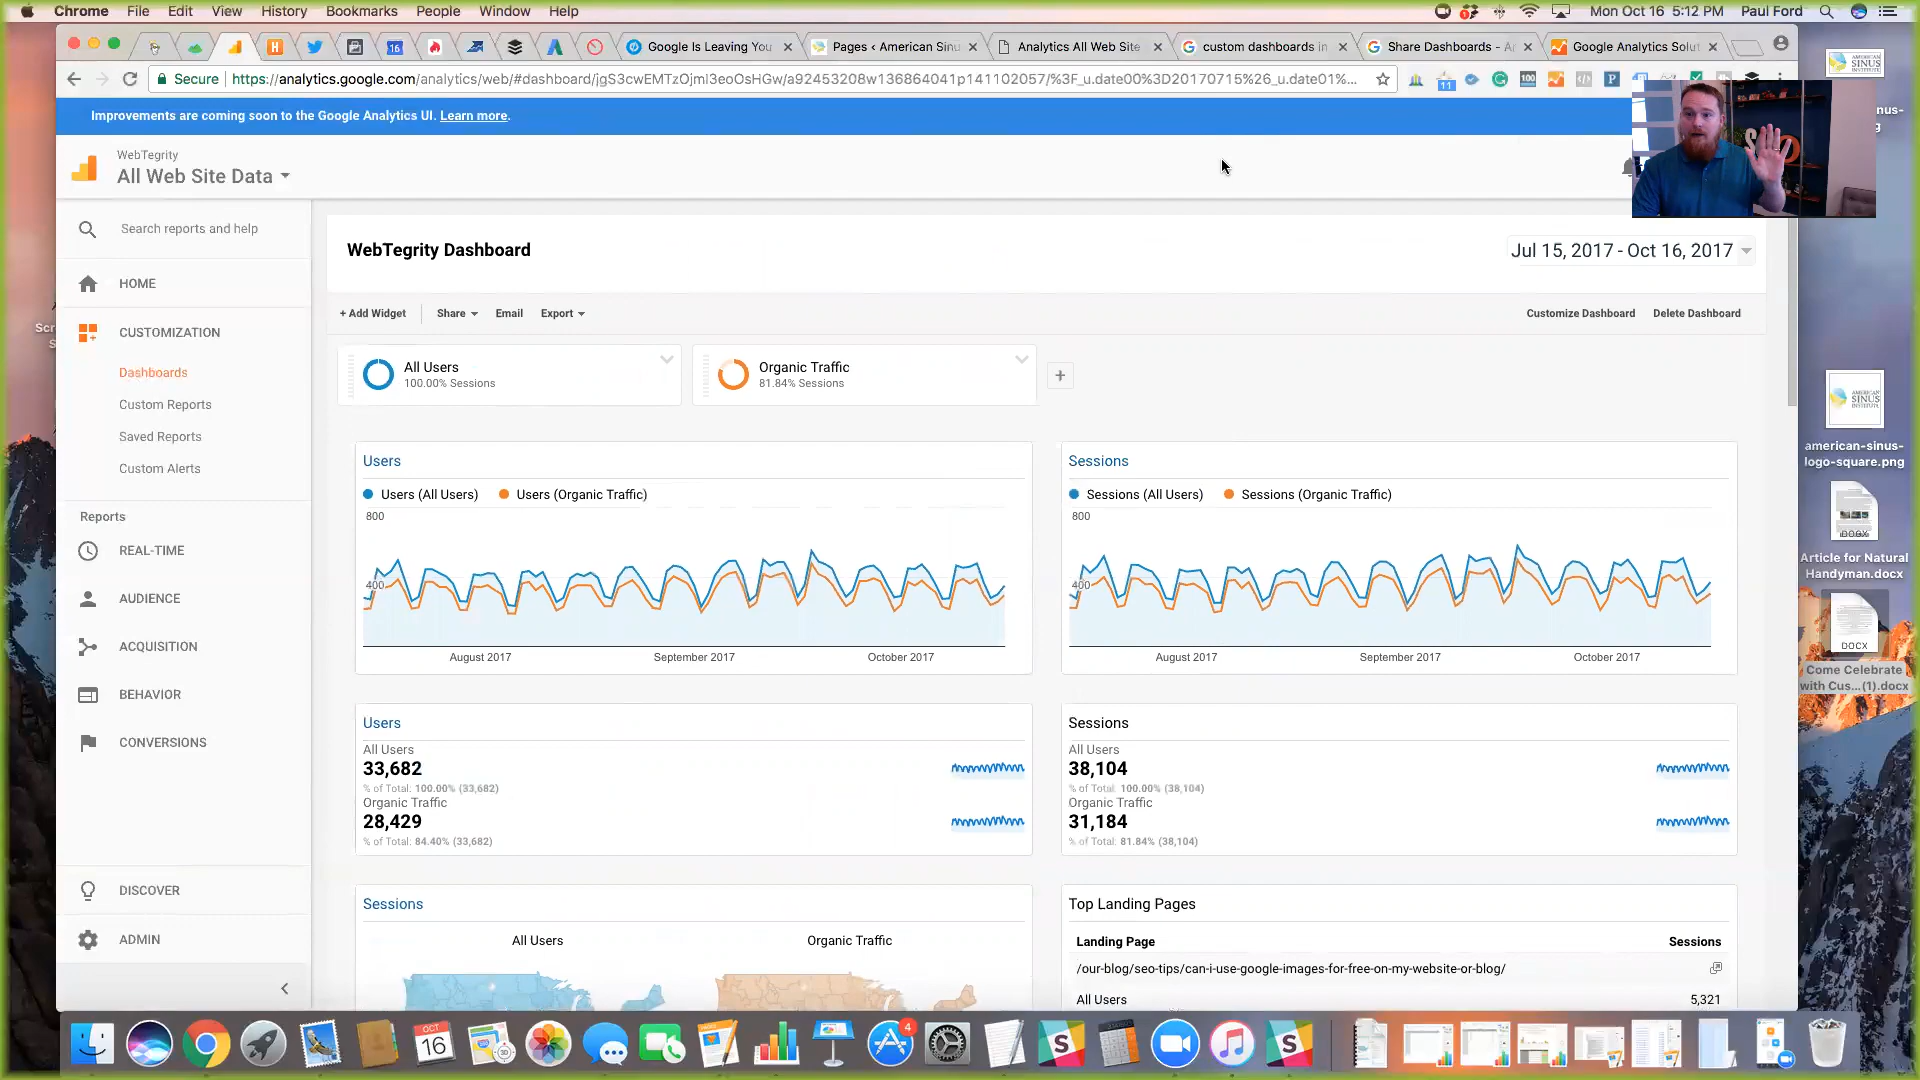 Chrome File Edit View History Bookmarks People Window Help
Mon Oct 16 5:12 PM Paul Ford
Google Is Leaving You
Pages ‹ American Sinu
Analytics All Web Site
custom dashboards in
Share Dashboards - A
Google Analytics Solut
Secure https://analytics.google.com/analytics/web/#dashboard/jgS3cwEMTzOjml3eoOsHGw/a92453208w136864041p141102057/%3F_u.date00%3D20170715%26_u.date01%...
Improvements are coming soon to the Google Analytics UI. Learn more.
WebTegrity
All Web Site Data
Search reports and help
HOME
CUSTOMIZATION
Dashboards
Custom Reports
Saved Reports
Custom Alerts
Reports
REAL-TIME
AUDIENCE
ACQUISITION
BEHAVIOR
CONVERSIONS
DISCOVER
ADMIN
WebTegrity Dashboard
Jul 15, 2017 - Oct 16, 2017
+ Add Widget Share Email Export
Customize Dashboard Delete Dashboard
All Users
100.00% Sessions
Organic Traffic
81.84% Sessions
+
Users
Users (All Users) Users (Organic Traffic)
800
400
August 2017 September 2017 October 2017
Sessions
Sessions (All Users) Sessions (Organic Traffic)
800
400
August 2017 September 2017 October 2017
Users
All Users
33,682
% of Total: 100.00% (33,682)
Organic Traffic
28,429
% of Total: 84.40% (33,682)
Sessions
All Users
38,104
% of Total: 100.00% (38,104)
Organic Traffic
31,184
% of Total: 81.84% (38,104)
Sessions
All Users Organic Traffic
Top Landing Pages
Landing Page Sessions
/our-blog/seo-tips/can-i-use-google-images-for-free-on-my-website-or-blog/
All Users 5,321
AMERICAN
SINUS
INSTITUTE
american-sinus-
logo-square.png
DOCX
Article for Natural
Handyman.docx
DOCX
Come Celebrate
with Cus...(1).docx
OCT
16
4